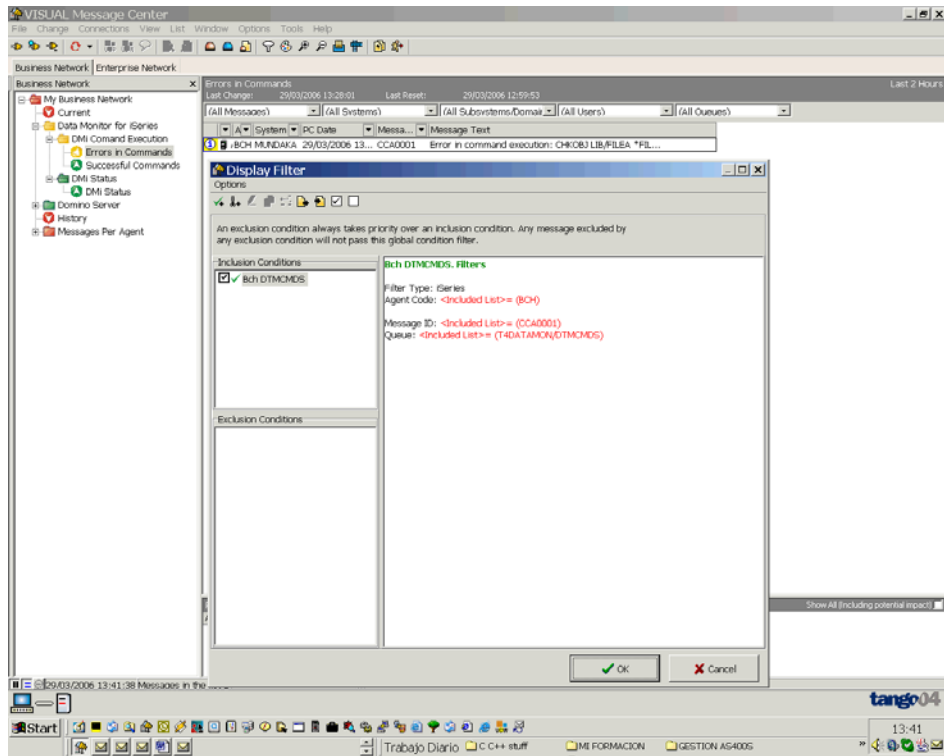 VISUAL Message Center
File Change Connections View List Window Options Tools Help
Business Network Enterprise Network
Business Network
My Business Network
Current
Data Monitor for iSeries
DMi Comand Execution
Errors in Commands
Successful Commands
DMi Status
DMi Status
Domino Server
History
Messages Per Agent
Errors in Commands Last 2 Hours
Last Change: 29/03/2006 13:28:01 Last Reset: 29/03/2006 12:59:53
(All Messages) (All Systems) (All Subsystems/Domai (All Users) (All Queues)
A System PC Date Messa... Message Text
BCH MUNDAKA 29/03/2006 13... CCA0001 Error in command execution: CHKOBJ LIB/FILEA *FIL...
Display Filter
Options
An exclusion condition always takes priority over an inclusion condition. Any message excluded by
any exclusion condition will not pass this global condition filter.
Inclusion Conditions
Bch DTMCMDS
Exclusion Conditions
Bch DTMCMDS. Filters
Filter Type: iSeries
Agent Code: <Included List>= (BCH)
Message ID: <Included List>= (CCA0001)
Queue: <Included List>= (T4DATAMON/DTMCMDS)
Show All (Including potential impact)
OK Cancel
29/03/2006 13:41:38 Messages in the
tango04
Start 13:41
Trabajo Diario C C++ stuff MI FORMACION GESTION AS400S